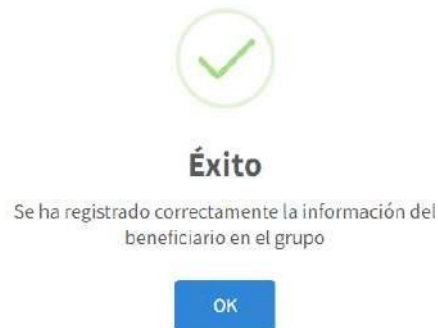 Éxito
Se ha registrado correctamente la información del
beneficiario en el grupo
OK